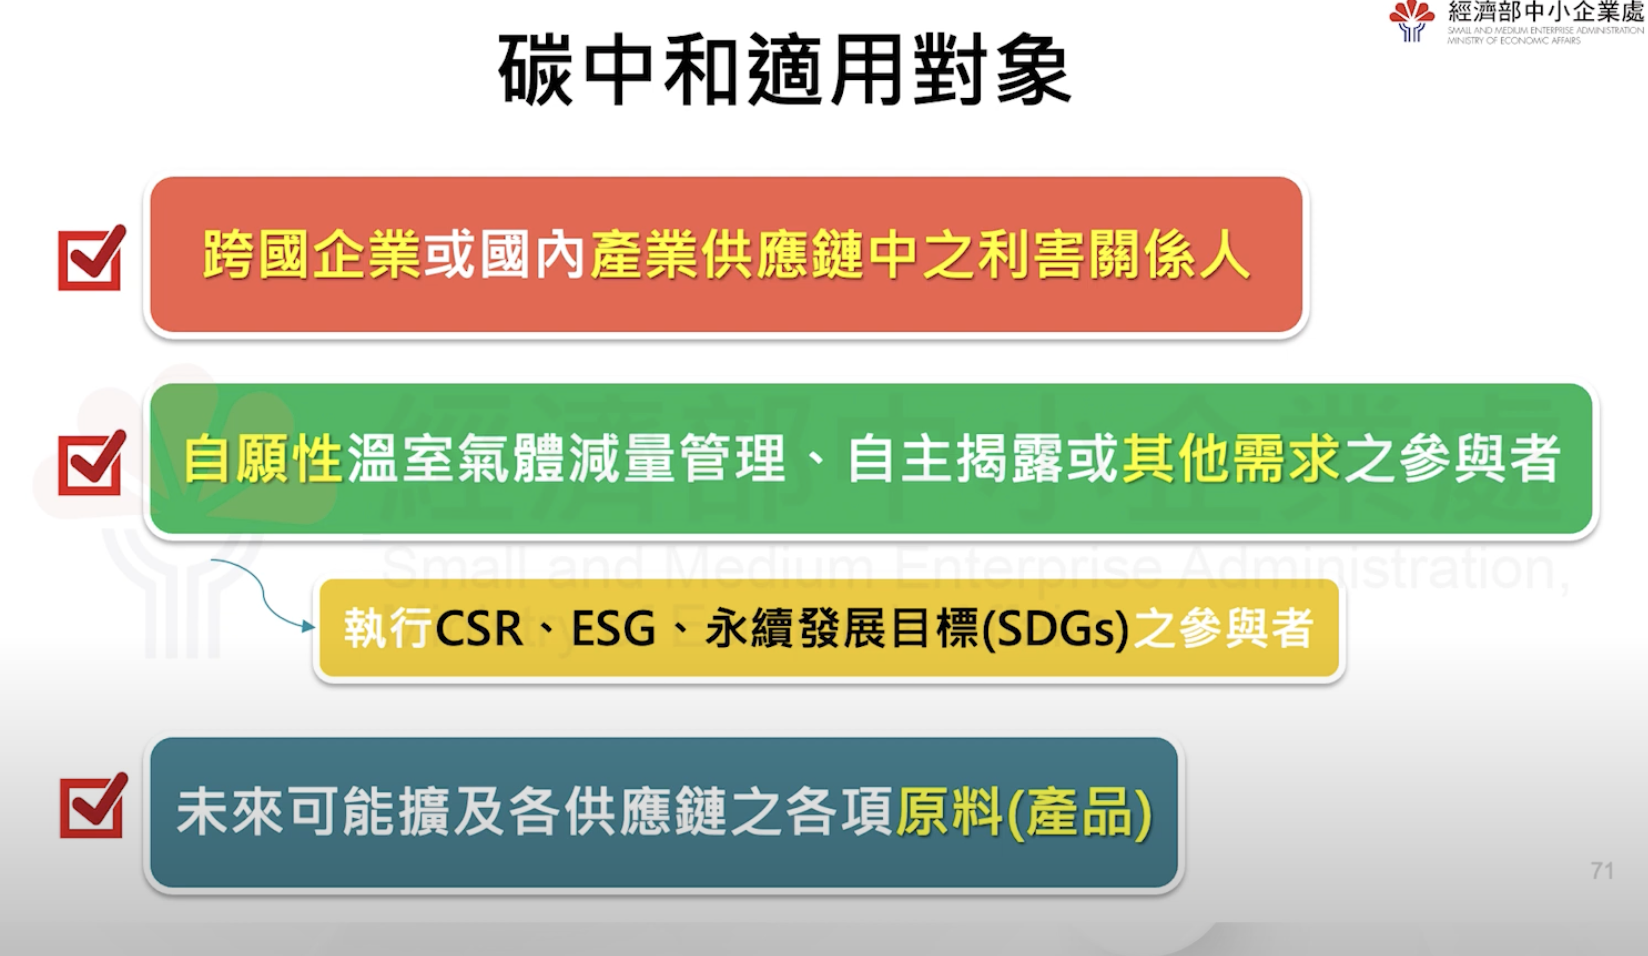 經濟部中小企業處
SMALL AND MEDIUM ENTERPRISE ADMINISTRATION
MINISTRY OF ECONOMIC AFFAIRS
碳中和適用對象
跨國企業或國內產業供應鏈中之利害關係人
自願性溫室氣體減量管理、自主揭露或其他需求之參與者
經濟部中小企業處
Small and Medium Enterprise Administration,
執行CSR、ESG、永續發展目標(SDGs)之參與者
未來可能擴及各供應鏈之各項原料(產品)
71